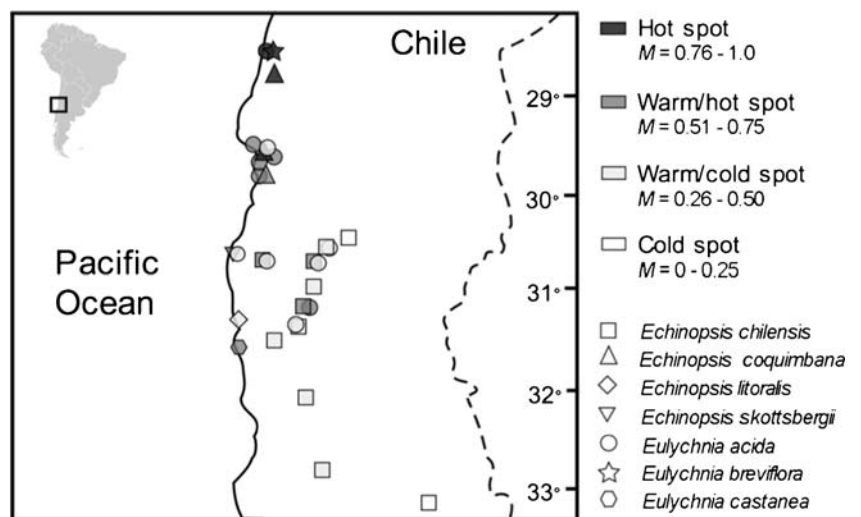 Chile
Pacific
Ocean
29°
30°
31°
32°
33°
Hot spot
M = 0.76 - 1.0
Warm/hot spot
M = 0.51 - 0.75
Warm/cold spot
M = 0.26 - 0.50
Cold spot
M = 0 - 0.25
Echinopsis chilensis
Echinopsis coquimbana
Echinopsis litoralis
Echinopsis skottsbergii
Eulychnia acida
Eulychnia breviflora
Eulychnia castanea